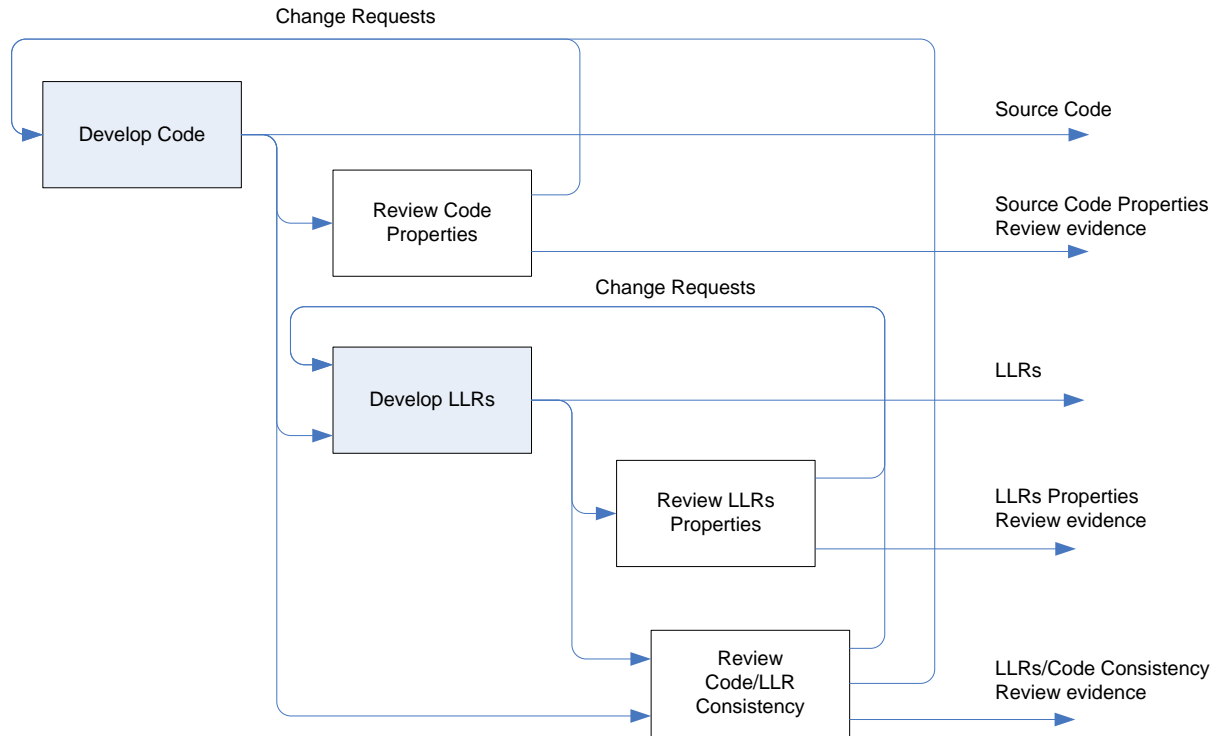 Change Requests
Develop Code
Source Code
Review Code
Properties
Source Code Properties
Review evidence
Change Requests
Develop LLRs
LLRs
Review LLRs
Properties
LLRs Properties
Review evidence
Review
Code/LLR
Consistency
LLRs/Code Consistency
Review evidence